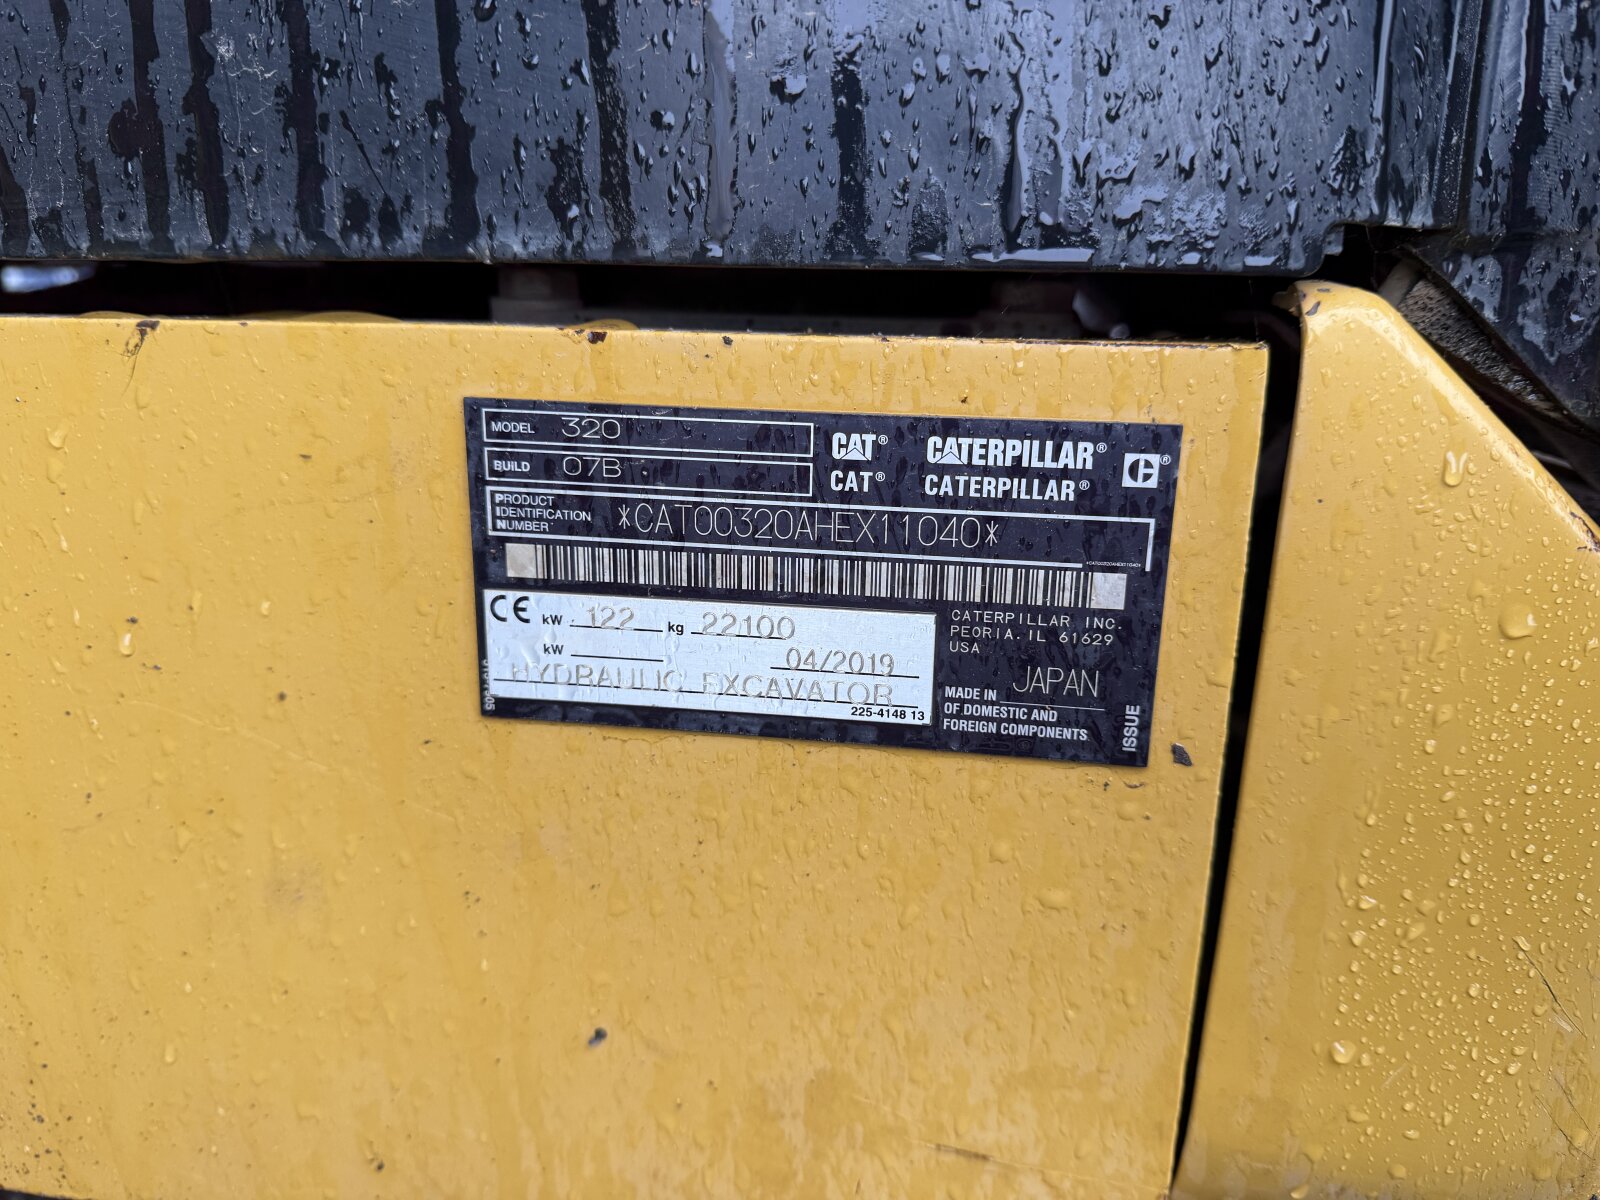 MODEL 320
BUILD 07B
CAT® CATERPILLAR®
CAT® CATERPILLAR®
PRODUCT IDENTIFICATION NUMBER *CAT00320AHEX11040*
*CAT00320AHEX11040*
CE kW 122 kg 22100
kW 04/2019
HYDRAULIC EXCAVATOR
225-4148 13
CATERPILLAR INC.
PEORIA, IL 61629
USA
MADE IN JAPAN
OF DOMESTIC AND
FOREIGN COMPONENTS
ISSUE